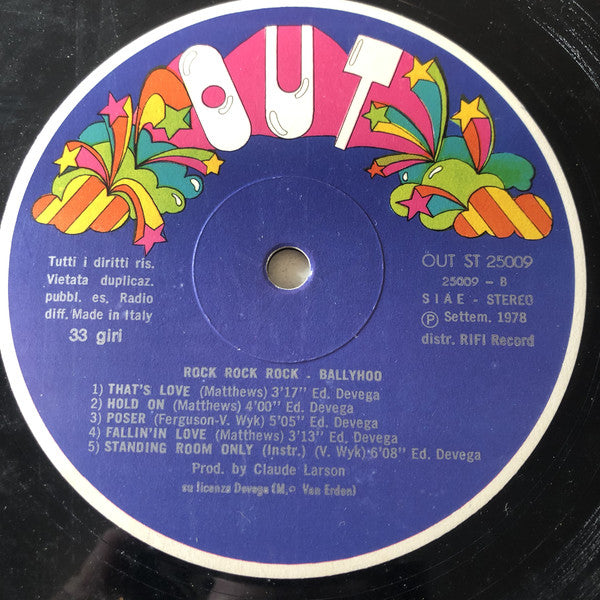 OUT
Tutti i diritti ris.
Vietata duplicaz.
pubbl. es. Radio
diff. Made in Italy
33 giri
OUT ST 25009
25009 - B
SIAE - STEREO
Ⓟ Settem. 1978
distr. RIFI Record
ROCK ROCK ROCK - BALLYHOO
1) THAT'S LOVE (Matthews) 3'17" Ed. Devega
2) HOLD ON (Matthews) 4'00" Ed. Devega
3) POSER (Ferguson-V. Wyk) 5'05" Ed. Devega
4) FALLIN'IN LOVE (Matthews) 3'13" Ed. Devega
5) STANDING ROOM ONLY (Instr.) (V. Wyk) 6'08" Ed. Devega
Prod. by Claude Larson
su licenza Devega (M. Van Erden)